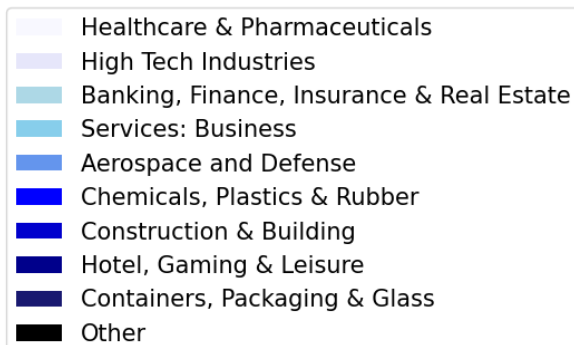 Healthcare & Pharmaceuticals
High Tech Industries
Banking, Finance, Insurance & Real Estate
Services: Business
Aerospace and Defense
Chemicals, Plastics & Rubber
Construction & Building
Hotel, Gaming & Leisure
Containers, Packaging & Glass
Other